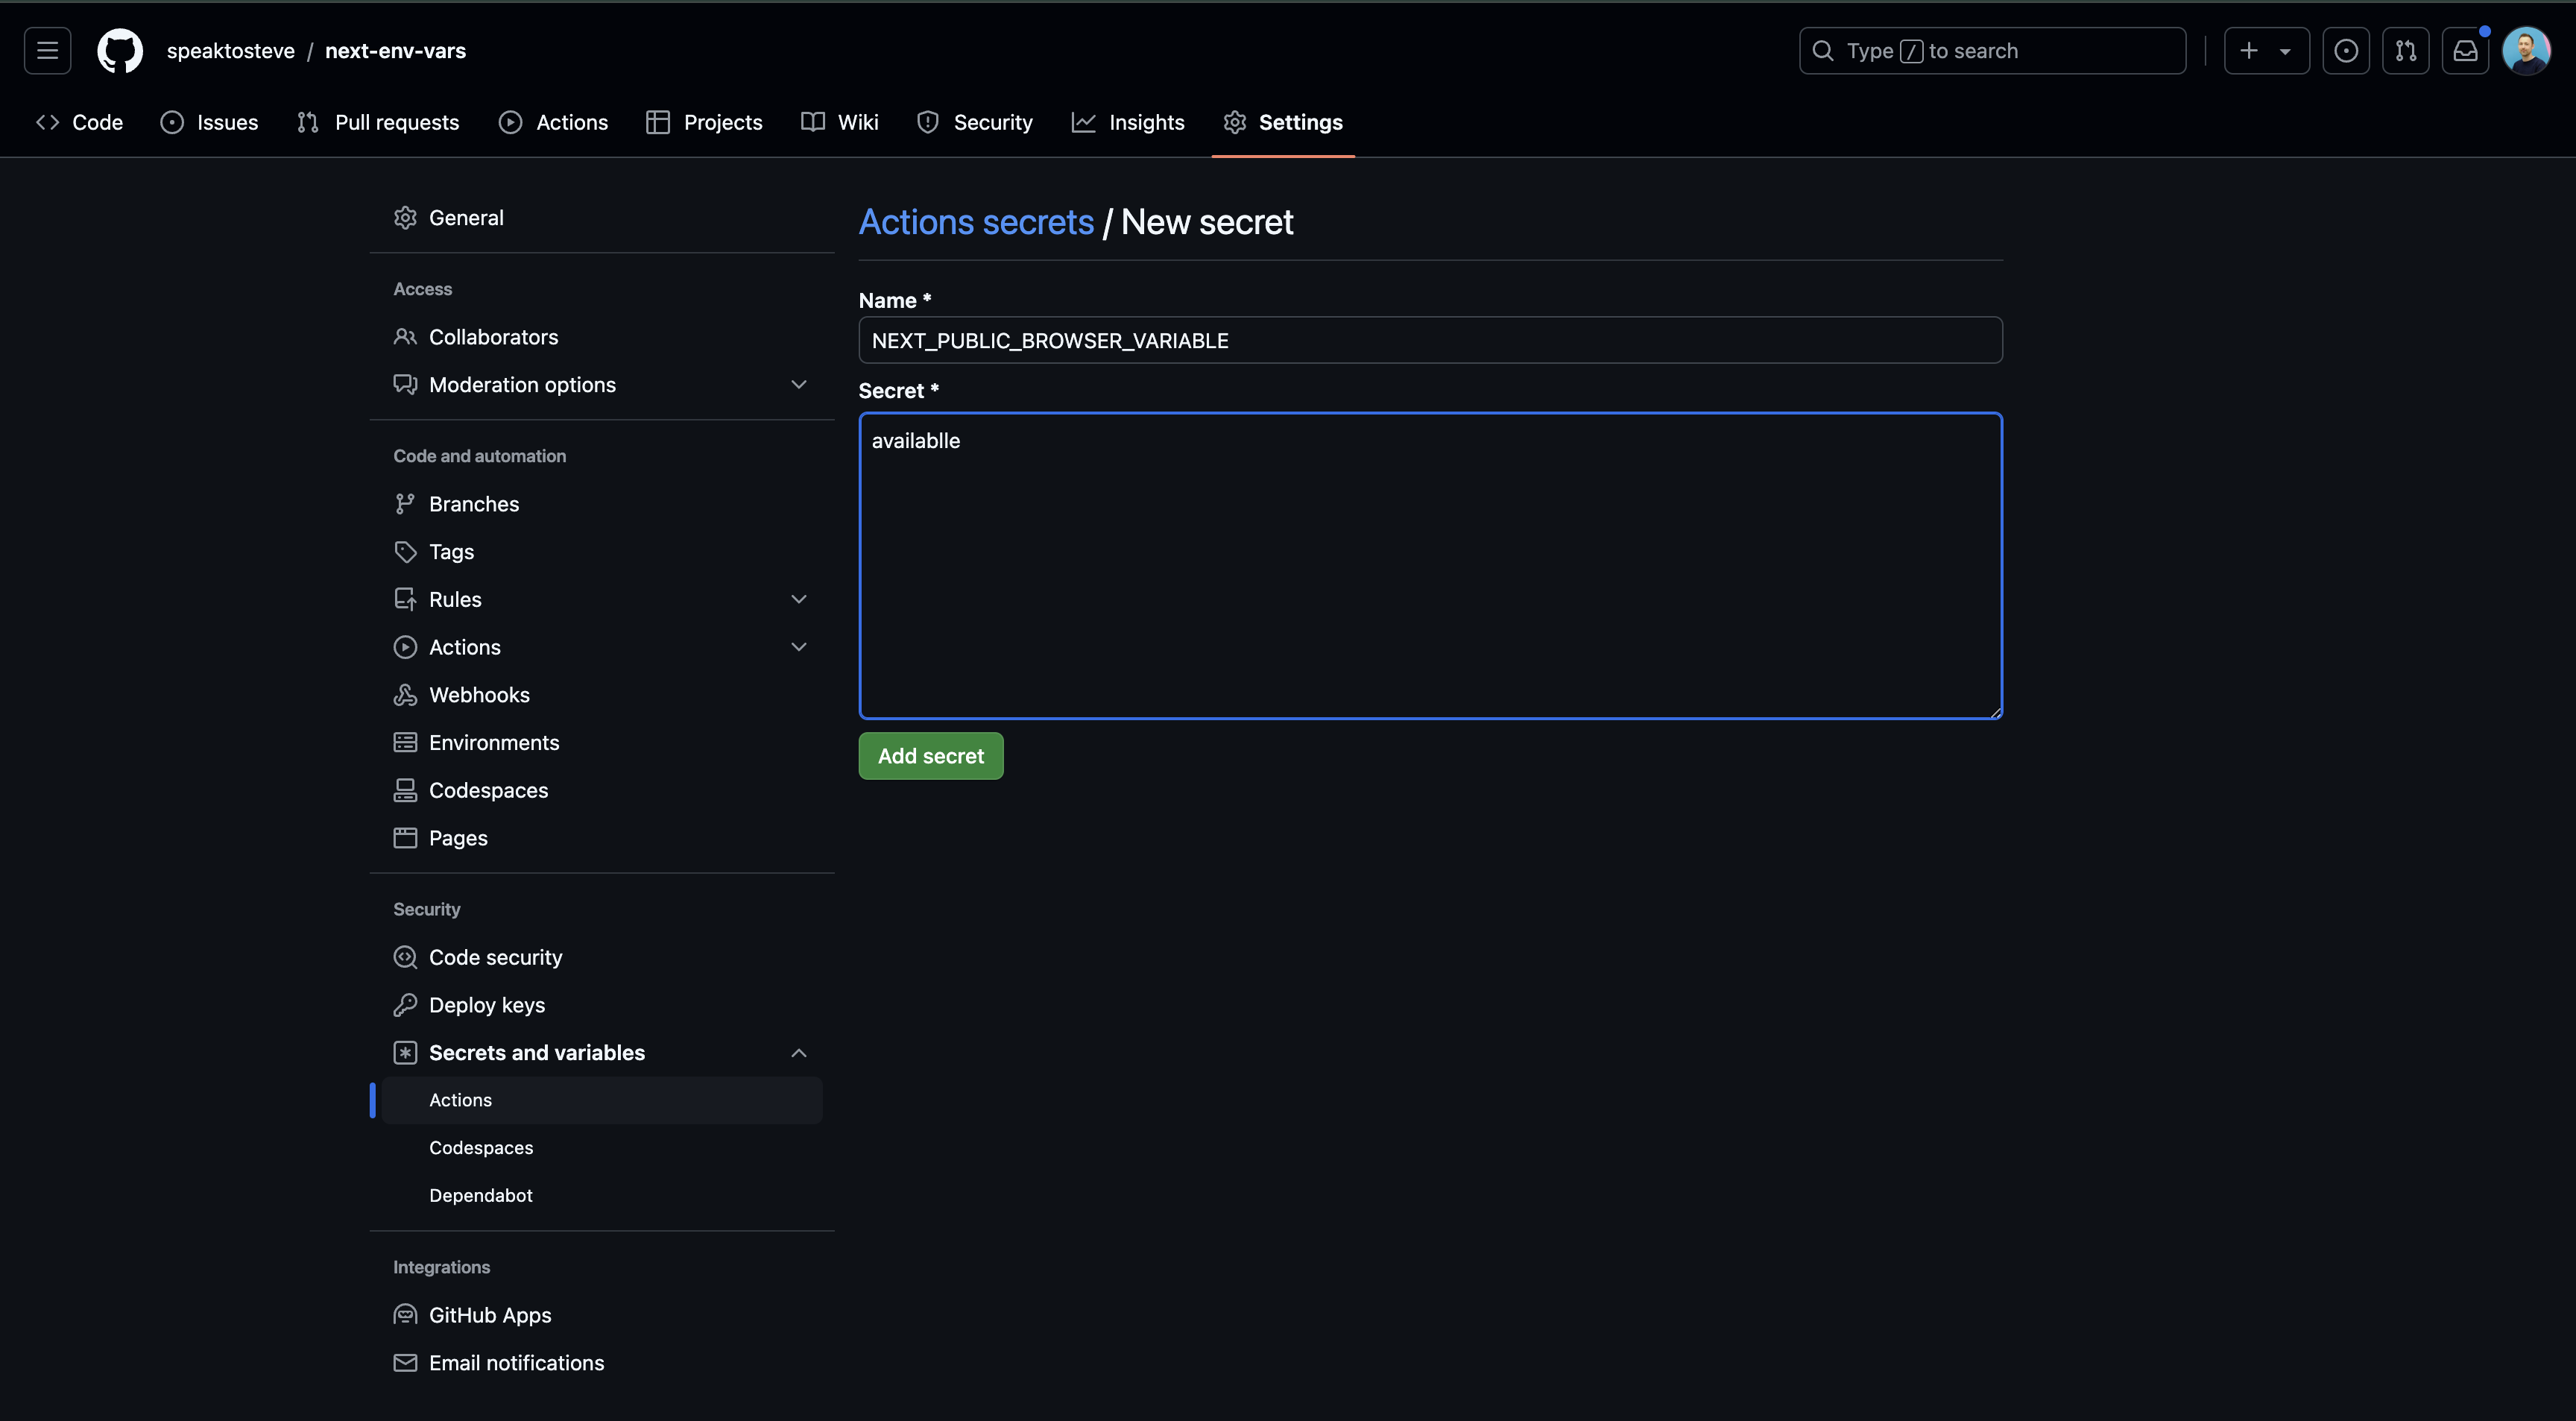 speaktosteve / next-env-vars
Type / to search
Code Issues Pull requests Actions Projects Wiki Security Insights Settings
General
Access
Collaborators
Moderation options
Code and automation
Branches
Tags
Rules
Actions
Webhooks
Environments
Codespaces
Pages
Security
Code security
Deploy keys
Secrets and variables
Actions
Codespaces
Dependabot
Integrations
GitHub Apps
Email notifications
Actions secrets / New secret
Name *
NEXT_PUBLIC_BROWSER_VARIABLE
Secret *
availablle
Add secret